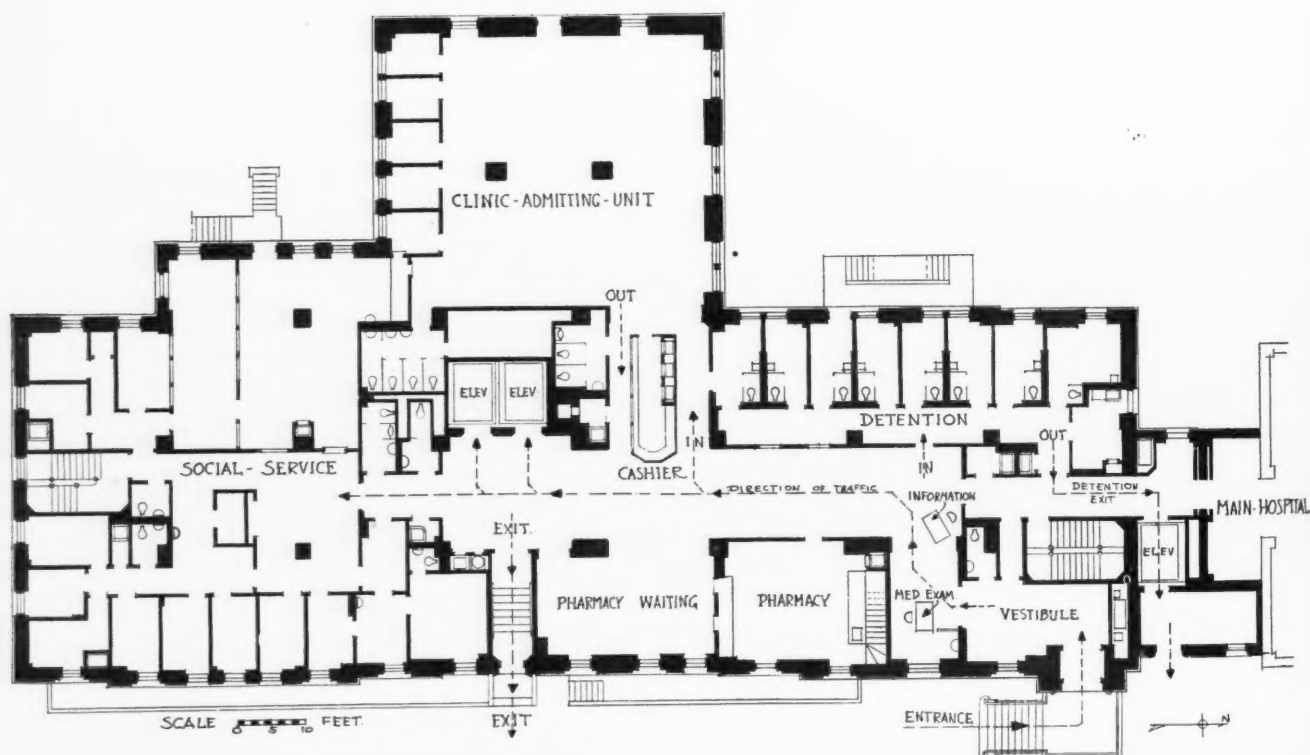 CLINIC-ADMITTING-UNIT
OUT
ELEV ELEV
DETENTION
SOCIAL-SERVICE
CASHIER
IN
IN
OUT
DIRECTION OF TRAFFIC
INFORMATION
DETENTION
EXIT
MAIN-HOSPITAL
EXIT.
ELEV
PHARMACY WAITING
PHARMACY
MED EXAM
VESTIBULE
SCALE 0 5 10 FEET.
EXIT
ENTRANCE
N